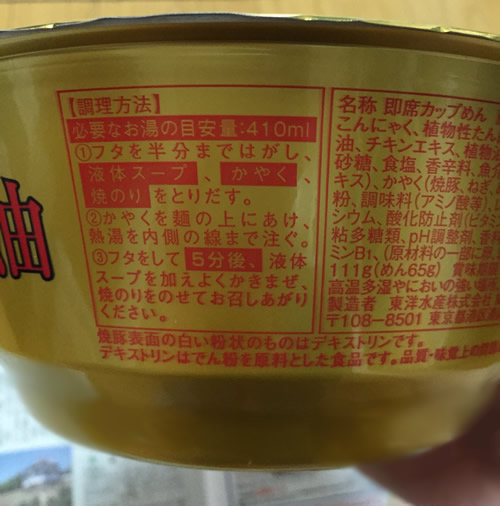 油
【調理方法】
必要なお湯の目安量:410ml
①フタを半分まではがし、
液体スープ、かやく、
焼のりをとりだす。
②かやくを麺の上にあけ、
熱湯を内側の線まで注ぐ。
③フタをして5分後、液体
スープを加えよくかきまぜ、
焼のりをのせてお召しあがり
ください。
名称 即席カップめん
こんにゃく、植物性たん
油、チキンエキス、植物
砂糖、食塩、香辛料、魚介
キス)、かやく(焼豚、ねぎ
粉、調味料(アミノ酸等)、
シウム、酸化防止剤(ビタ
粘多糖類、pH調整剤、香料
ミンB₁、(原材料の一部に
111g(めん65g) 賞味期限
高温多湿やにおいの強い場所
製造者 東洋水産株式会社
〒108-8501 東京都港区
焼豚表面の白い粉状のものはデキストリンです。
デキストリンはでん粉を原料とした食品です。品質・味覚上の問題